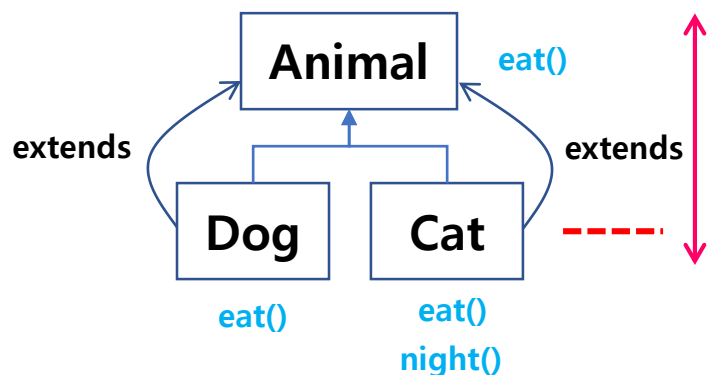 Animal
eat()
extends
extends
Dog
Cat
eat()
eat()
night()